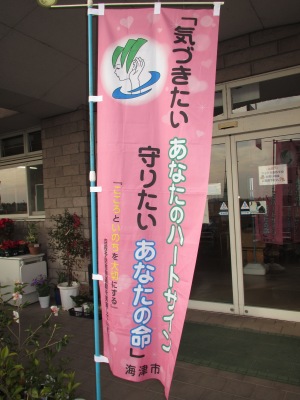 「気づきたい あなたのハートサイン
守りたい あなたの命」
「こころといのちを大切にする」
海津市